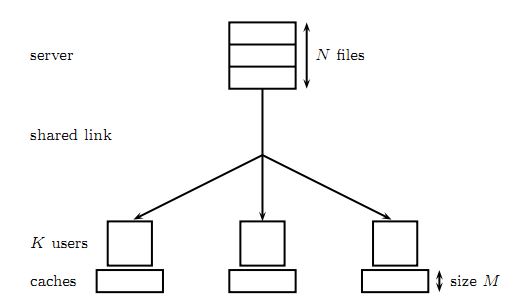 server
N files
shared link
K users
caches
size M